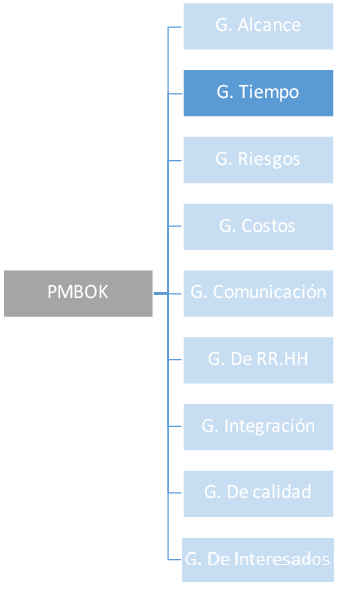 G. Alcance
G. Tiempo
G. Riesgos
G. Costos
PMBOK
G. Comunicación
G. De RR.HH
G. Integración
G. De calidad
G. De Interesados